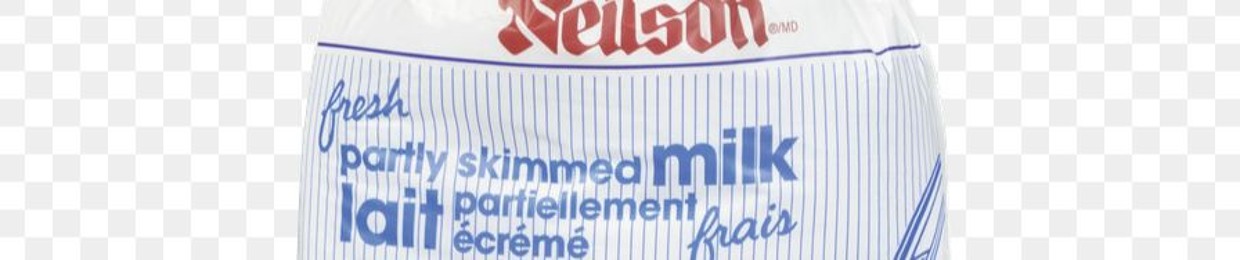 Neilson ®/MD
fresh
partly skimmed milk
lait partiellement
écrémé frais